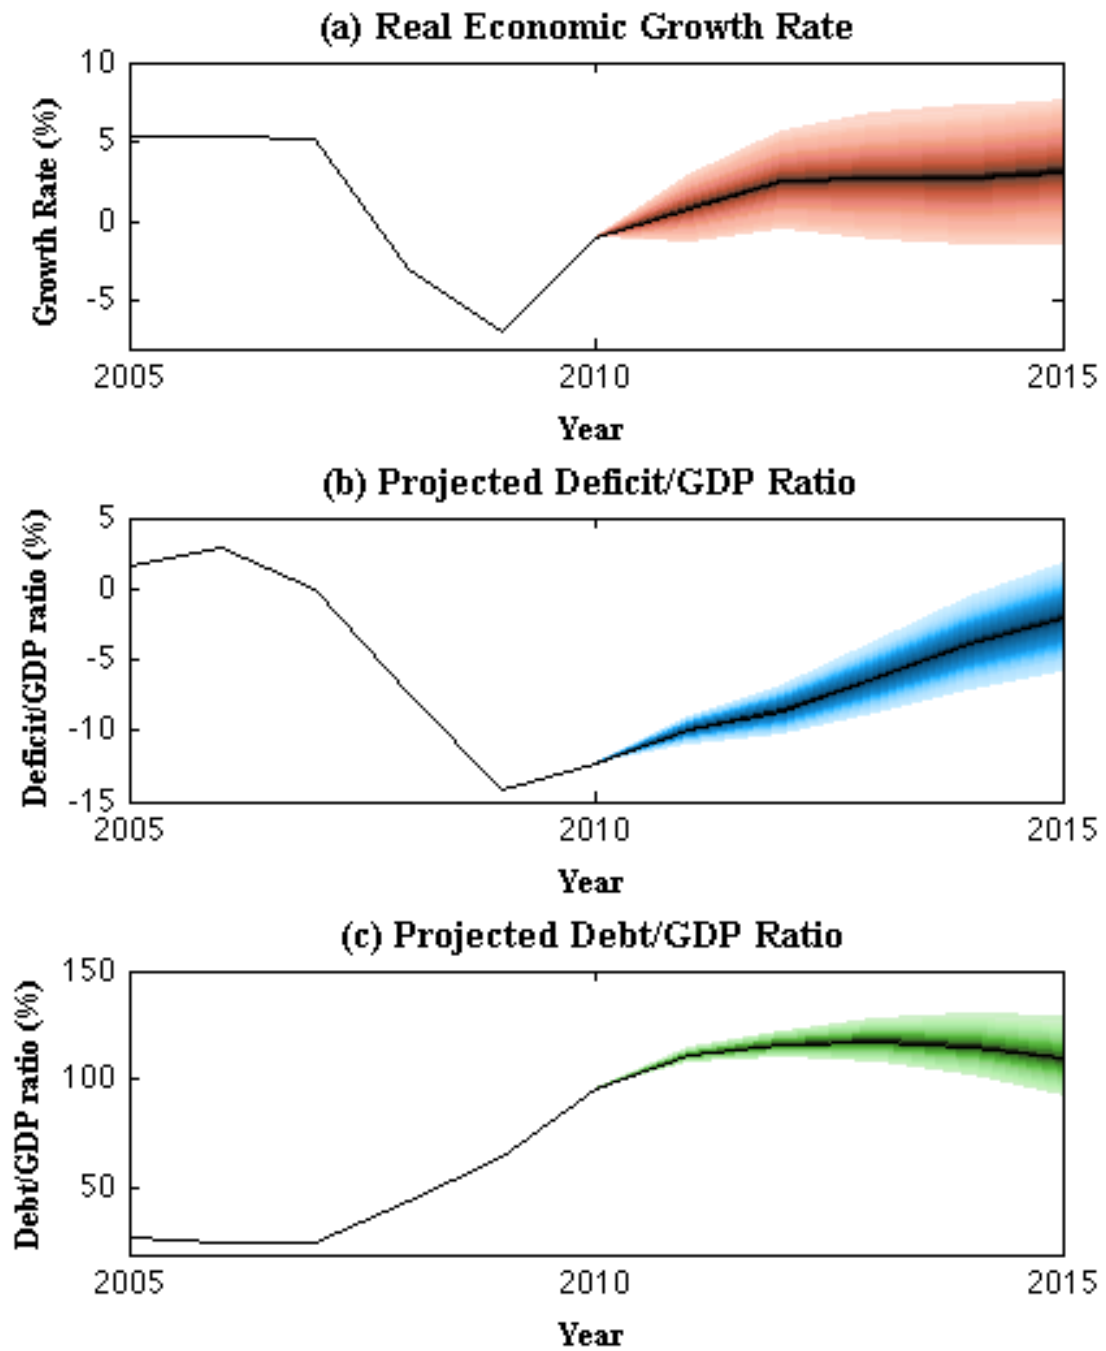 (a) Real Economic Growth Rate
Growth Rate (%)
10
5
0
-5
2005 2010 2015
Year
(b) Projected Deficit/GDP Ratio
Deficit/GDP ratio (%)
5
0
-5
-10
-15
2005 2010 2015
Year
(c) Projected Debt/GDP Ratio
Debt/GDP ratio (%)
150
100
50
2005 2010 2015
Year